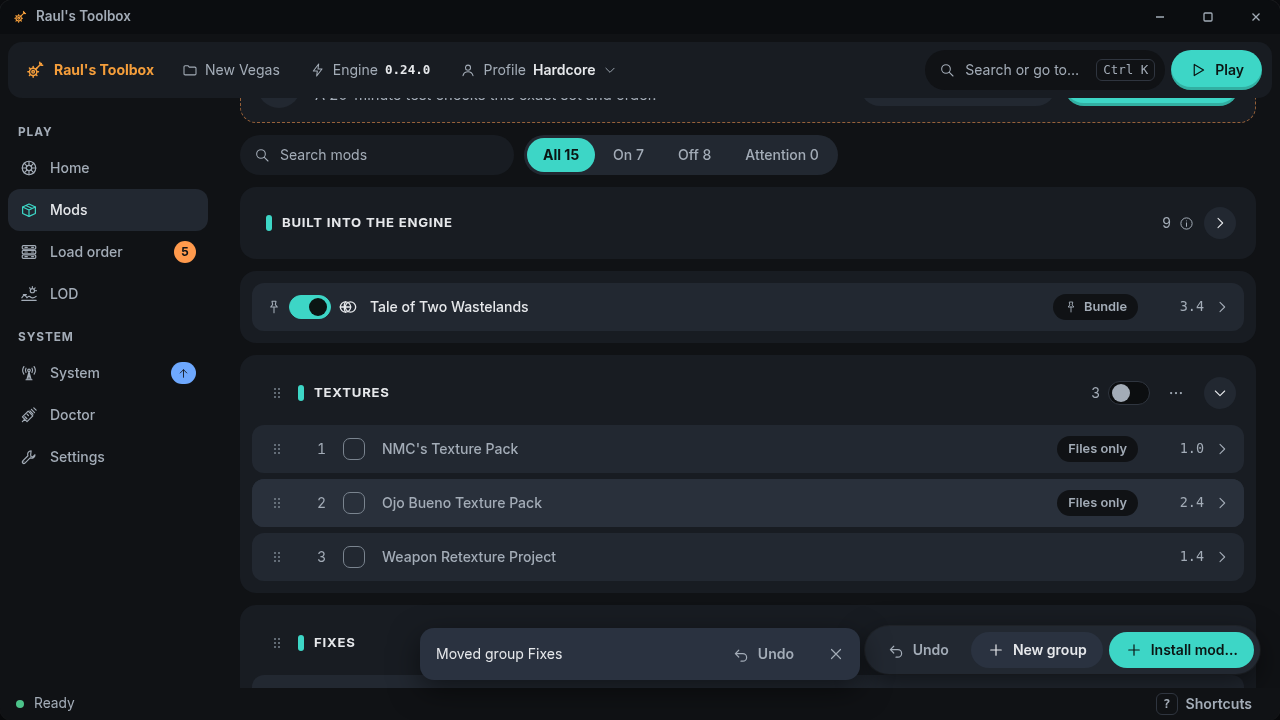 Raul's Toolbox
Raul's Toolbox
New Vegas
Engine 0.24.0
Profile Hardcore
Search or go to...
Ctrl K
Play
PLAY
Home
Mods
Load order
5
LOD
SYSTEM
System
Doctor
Settings
Search mods
All 15
On 7
Off 8
Attention 0
BUILT INTO THE ENGINE
9
Tale of Two Wastelands
Bundle
3.4
TEXTURES
3
1
NMC's Texture Pack
Files only
1.0
2
Ojo Bueno Texture Pack
Files only
2.4
3
Weapon Retexture Project
1.4
FIXES
Moved group Fixes
Undo
Undo
New group
Install mod...
Ready
? Shortcuts